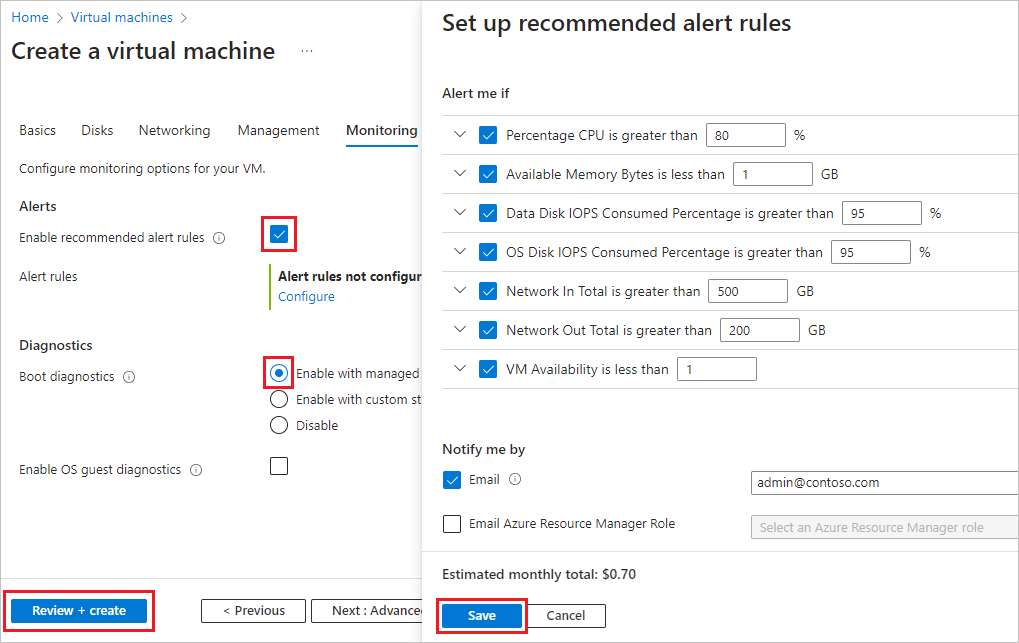 Home > Virtual machines >
Create a virtual machine ...
Basics Disks Networking Management Monitoring
Configure monitoring options for your VM.
Alerts
Enable recommended alert rules
Alert rules
Alert rules not configur
Configure
Diagnostics
Boot diagnostics
Enable with managed
Enable with custom st
Disable
Enable OS guest diagnostics
Review + create
< Previous
Next : Advance
Set up recommended alert rules
Alert me if
Percentage CPU is greater than 80 %
Available Memory Bytes is less than 1 GB
Data Disk IOPS Consumed Percentage is greater than 95 %
OS Disk IOPS Consumed Percentage is greater than 95 %
Network In Total is greater than 500 GB
Network Out Total is greater than 200 GB
VM Availability is less than 1
Notify me by
Email admin@contoso.com
Email Azure Resource Manager Role Select an Azure Resource Manager role
Estimated monthly total: $0.70
Save Cancel